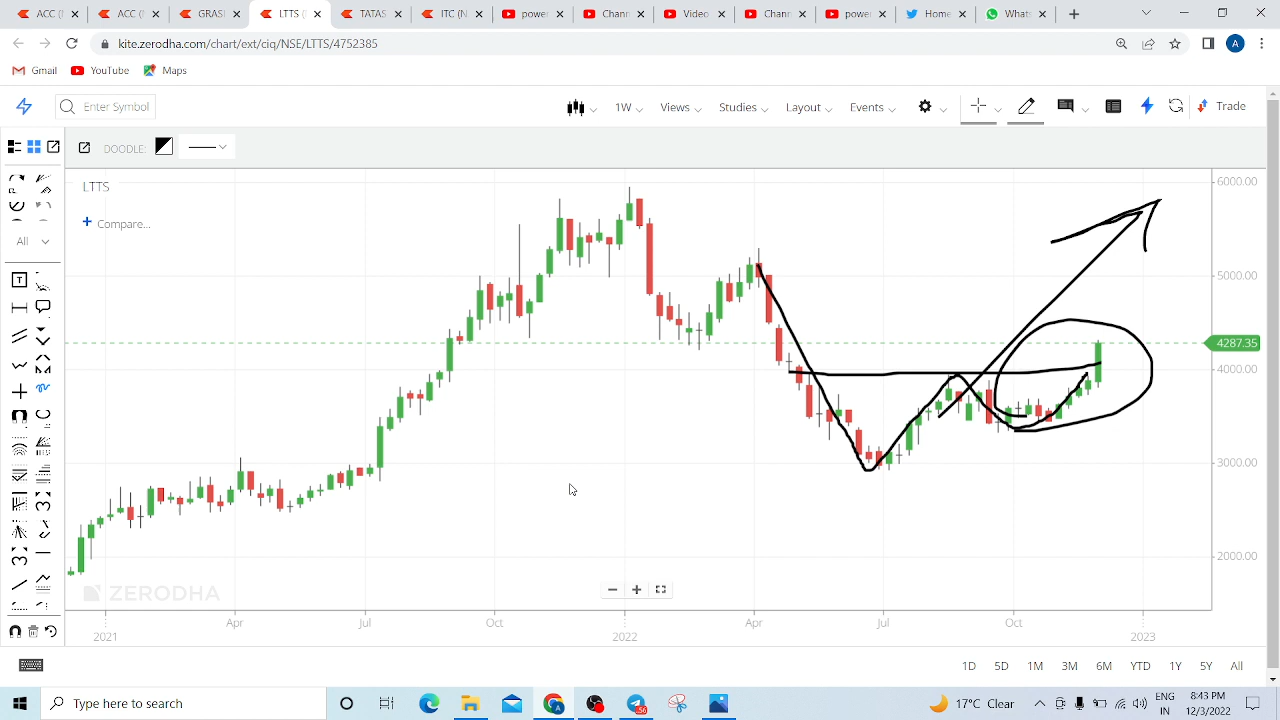 ACC (
(
GRASI
LTTS (
TATAS
ITC (N
power
Chan
Video
Chan
power
Home
What:
kite.zerodha.com/chart/ext/ciq/NSE/LTTS/4752385
A
Gmail
YouTube
Maps
Enter Symbol
1W
Views
Studies
Layout
Events
Trade
DOODLE:
LTTS
Compare...
All
T
6000.00
5000.00
4287.35
4000.00
3000.00
2000.00
ZERODHA
2021
Apr
Jul
Oct
2022
Apr
Jul
Oct
2023
1D
5D
1M
3M
6M
YTD
1Y
5Y
All
Type here to search
17°C Clear
ENG
IN
8:43 PM
12/3/2022